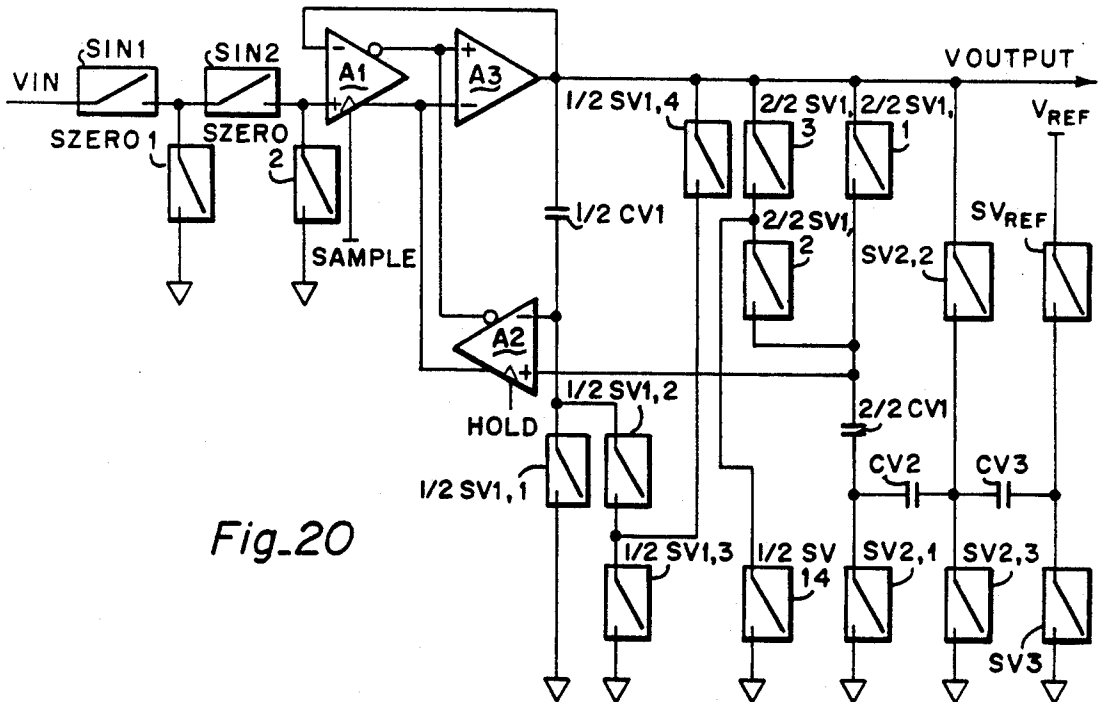 SIN1
SIN2
VIN
SZERO 1
SZERO
2
A1
A3
SAMPLE
1/2 CV1
A2
HOLD
1/2 SV1,4
2/2 SV1,
3
2/2 SV1,
1
2/2 SV1,
2
VOUTPUT
VREF
SV2,2
SVREF
1/2 SV1,2
1/2 SV1,1
2/2 CV1
CV2
CV3
1/2 SV1,3
1/2 SV
14
SV2,1
SV2,3
SV3
Fig_20